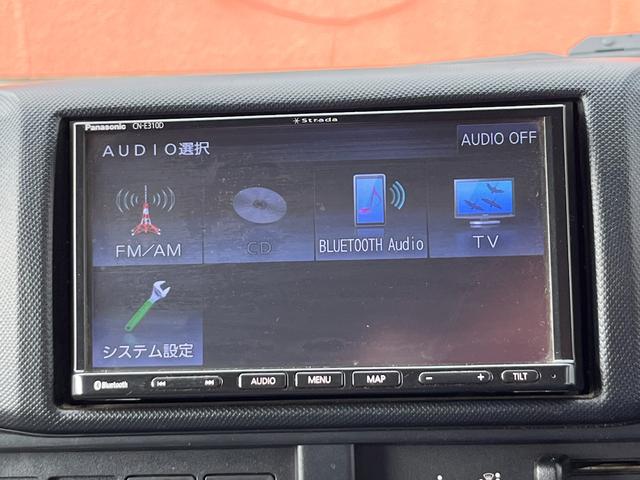 Panasonic CN-E310D
Strada
AUDIO選択
AUDIO OFF
FM/AM
CD
BLUETOOTH Audio
TV
システム設定
Bluetooth
AUDIO
MENU
MAP
− +
TILT